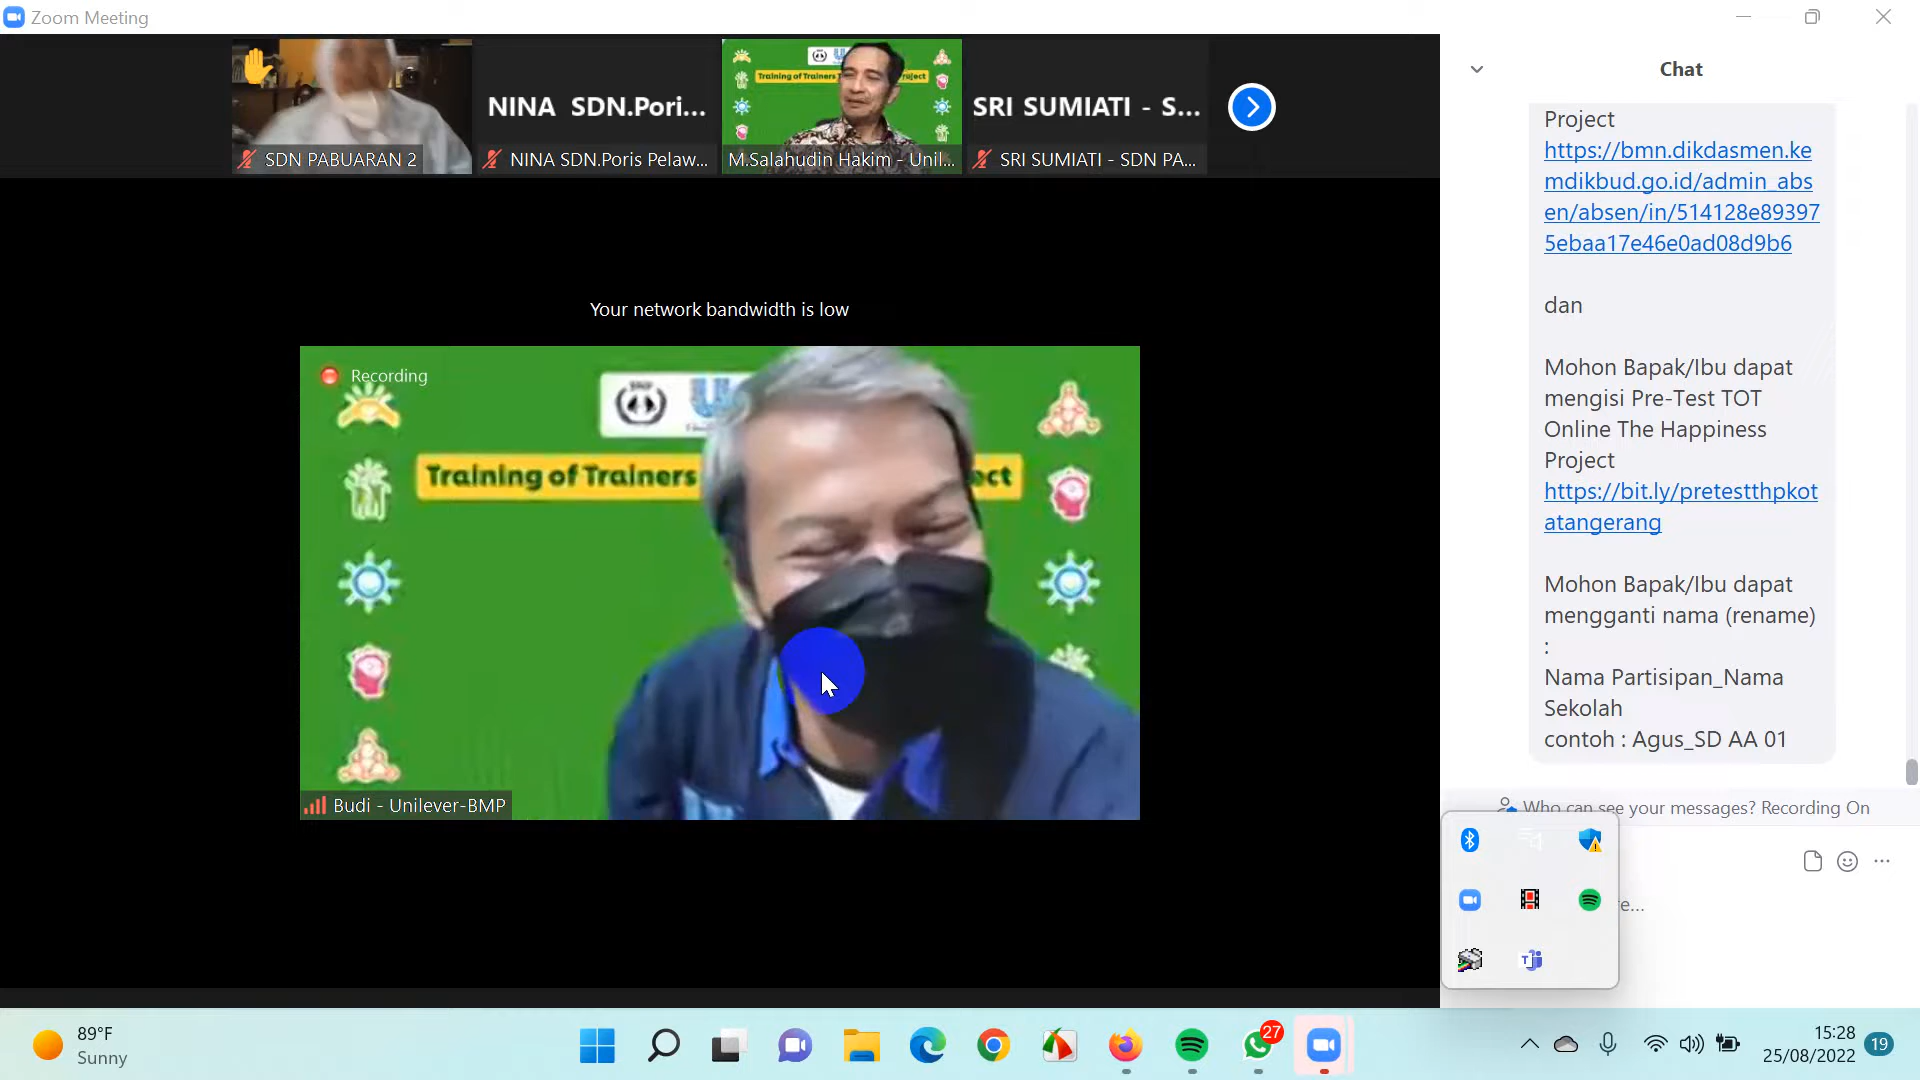 Zoom Meeting
SDN PABUARAN 2
NINA SDN.Pori...
NINA SDN.Poris Pelaw...
Training of Trainers
roject
M.Salahudin Hakim - Unil...
SRI SUMIATI - S...
SRI SUMIATI - SDN PA...
Your network bandwidth is low
Recording
Training of Trainers
ect
Budi - Unilever-BMP
Chat
Project
https://bmn.dikdasmen.ke
mdikbud.go.id/admin_abs
en/absen/in/514128e89397
5ebaa17e46e0ad08d9b6
dan
Mohon Bapak/Ibu dapat
mengisi Pre-Test TOT
Online The Happiness
Project
https://bit.ly/pretestthpkot
atangerang
Mohon Bapak/Ibu dapat
mengganti nama (rename)
:
Nama Partisipan_Nama
Sekolah
contoh : Agus_SD AA 01
Who can see your messages? Recording On
e...
89°F
Sunny
27
15:28
25/08/2022
19